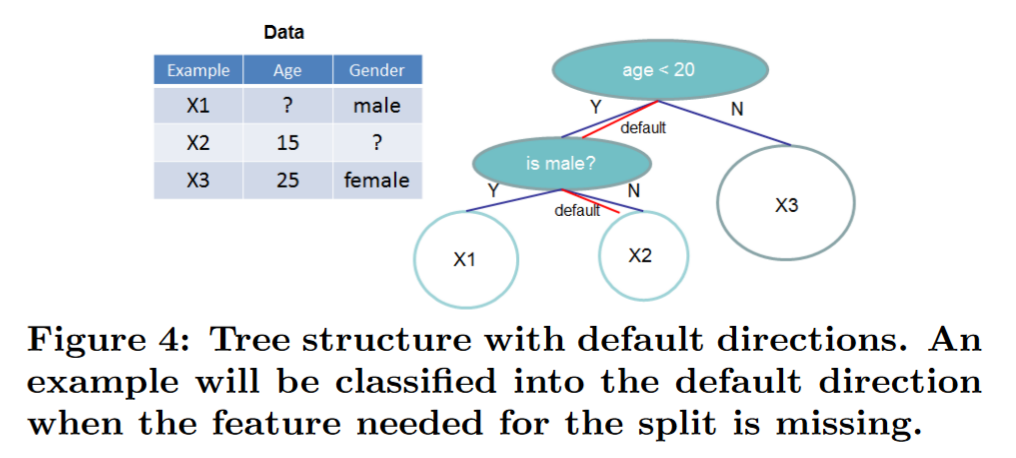 Data
Example Age Gender
X1 ? male
X2 15 ?
X3 25 female
age < 20
Y
N
default
is male?
Y
N
default
X1
X2
X3
Figure 4: Tree structure with default directions. An
example will be classified into the default direction
when the feature needed for the split is missing.